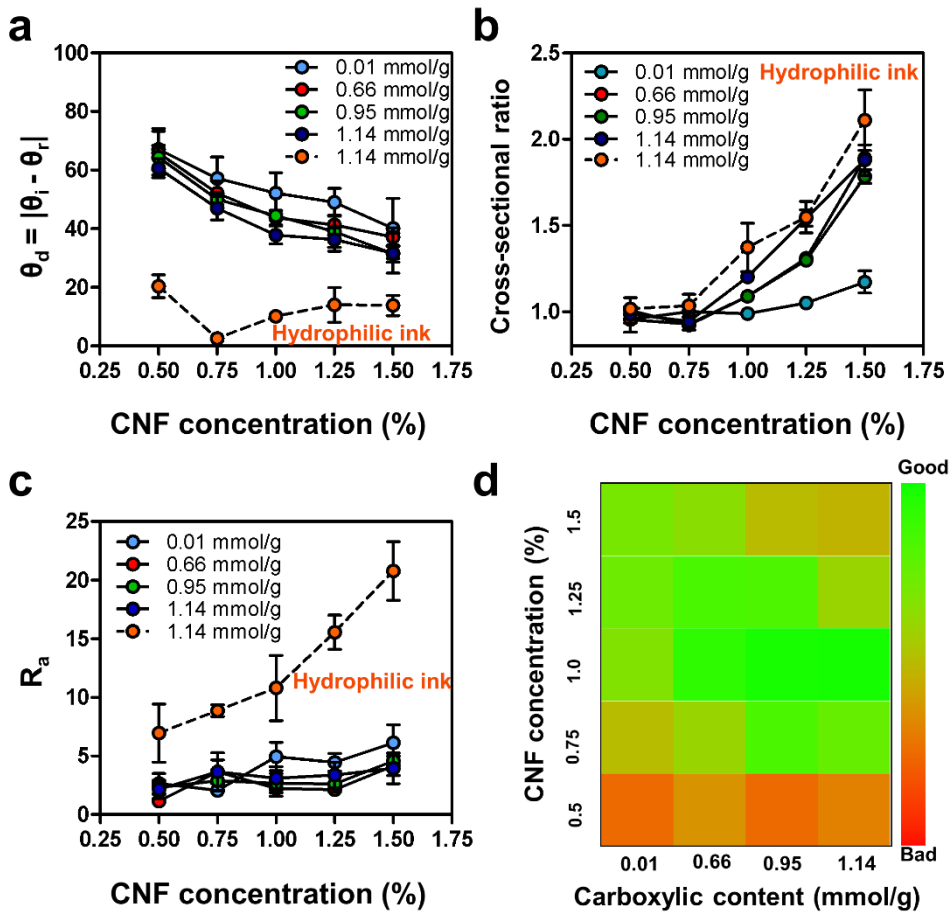 a
100
80
60
40
20
0
θd = |θi - θr|
0.01 mmol/g
0.66 mmol/g
0.95 mmol/g
1.14 mmol/g
1.14 mmol/g
Hydrophilic ink
0.25 0.50 0.75 1.00 1.25 1.50 1.75
CNF concentration (%)
b
2.5
2.0
1.5
1.0
Cross-sectional ratio
Hydrophilic ink
0.01 mmol/g
0.66 mmol/g
0.95 mmol/g
1.14 mmol/g
1.14 mmol/g
0.25 0.50 0.75 1.00 1.25 1.50 1.75
CNF concentration (%)
c
25
20
15
10
5
0
Ra
0.01 mmol/g
0.66 mmol/g
0.95 mmol/g
1.14 mmol/g
1.14 mmol/g
Hydrophilic ink
0.00 0.25 0.50 0.75 1.00 1.25 1.50 1.75
CNF concentration (%)
d
Good
Bad
CNF concentration (%)
1.5
1.25
1.0
0.75
0.5
0.01 0.66 0.95 1.14
Carboxylic content (mmol/g)